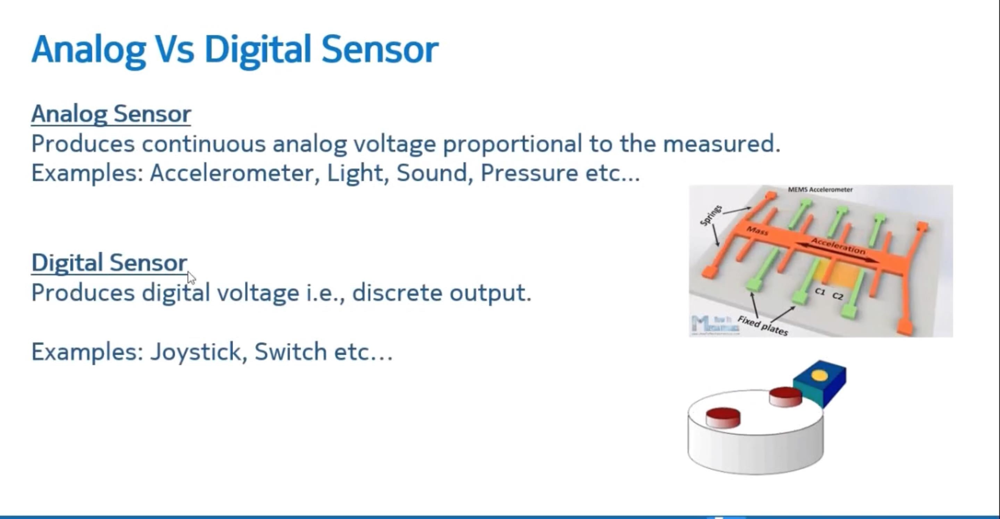 Analog Vs Digital Sensor
Analog Sensor
Produces continuous analog voltage proportional to the measured.
Examples: Accelerometer, Light, Sound, Pressure etc...
MEMS Accelerometer
Springs
Mass
Acceleration
C1 C2
Fixed plates
Digital Sensor
Produces digital voltage i.e., discrete output.
Examples: Joystick, Switch etc...